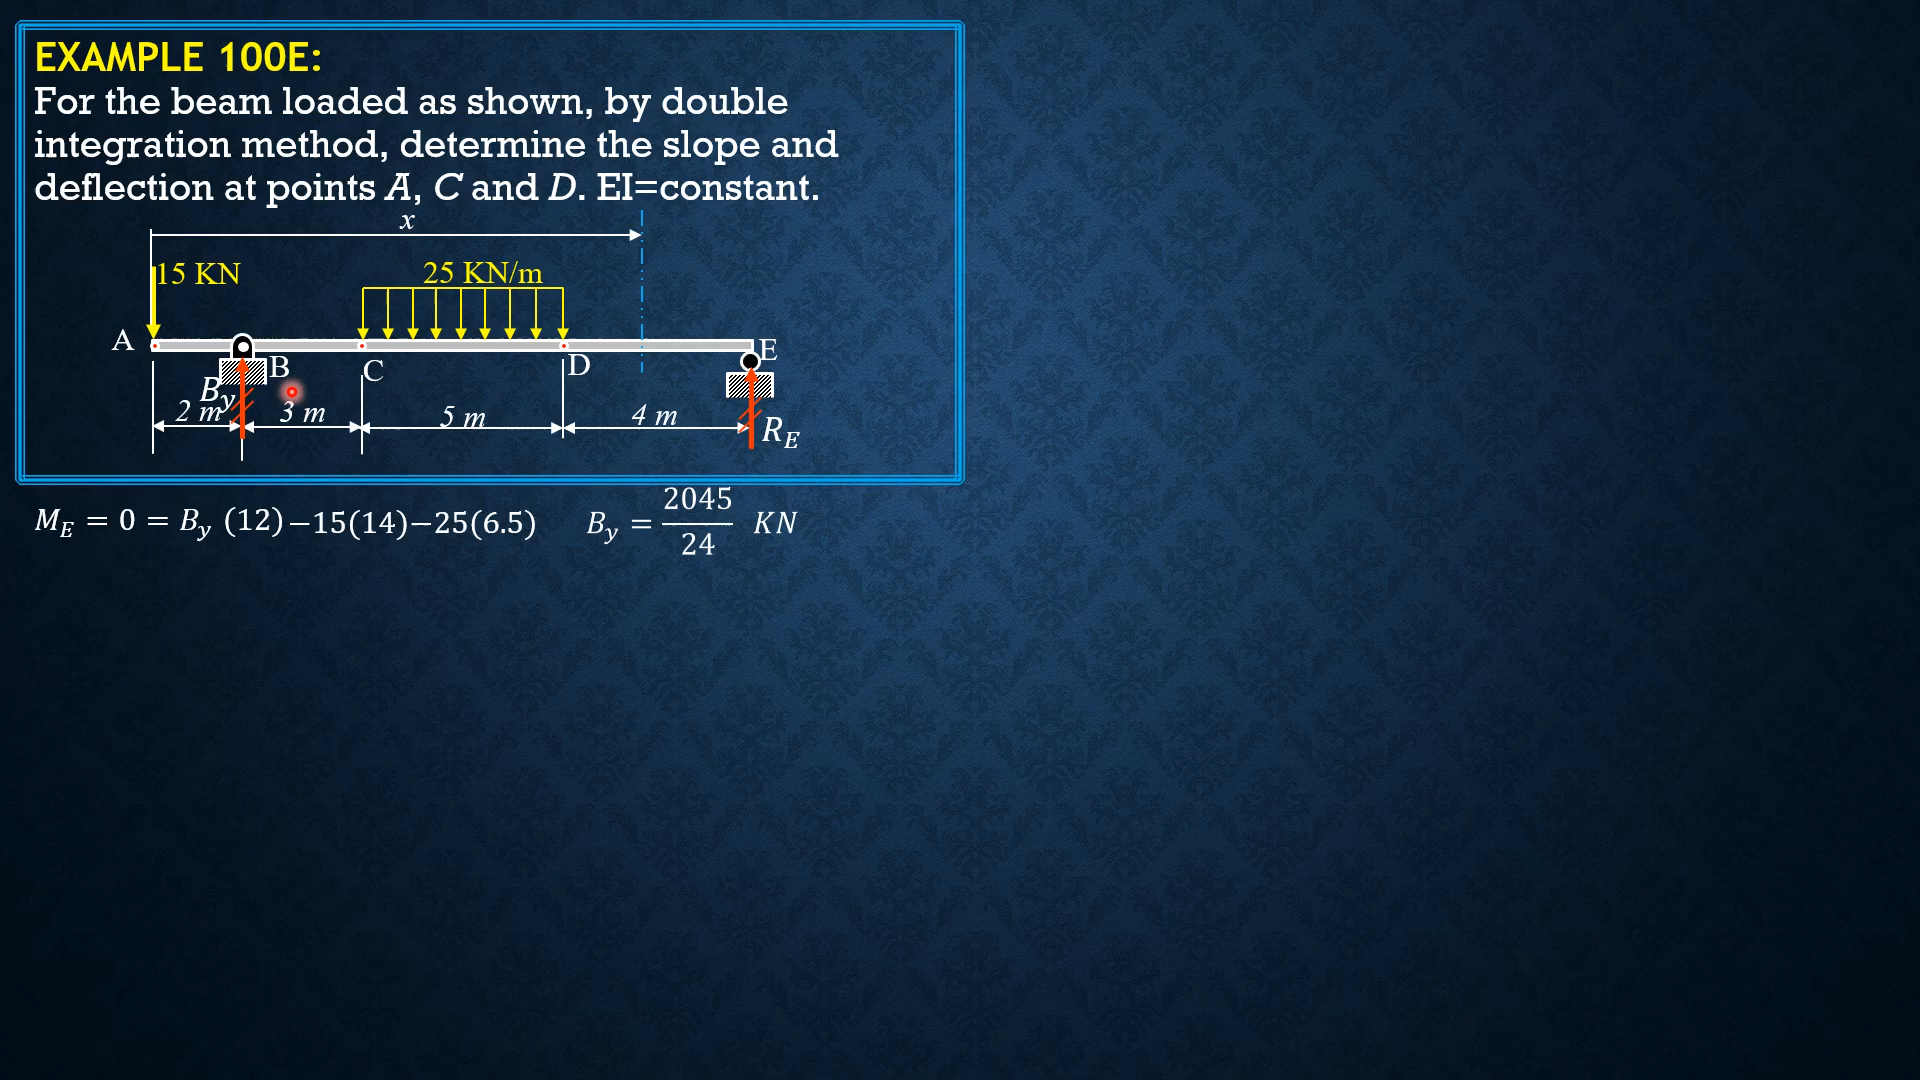 EXAMPLE 100E:
For the beam loaded as shown, by double
integration method, determine the slope and
deflection at points A, C and D. EI=constant.
x
15 KN
25 KN/m
A
B
C
D
E
B_y
2 m
3 m
5 m
4 m
R_E
M_E = 0 = B_y (12)−15(14)−25(6.5) B_y = 2045/24 KN